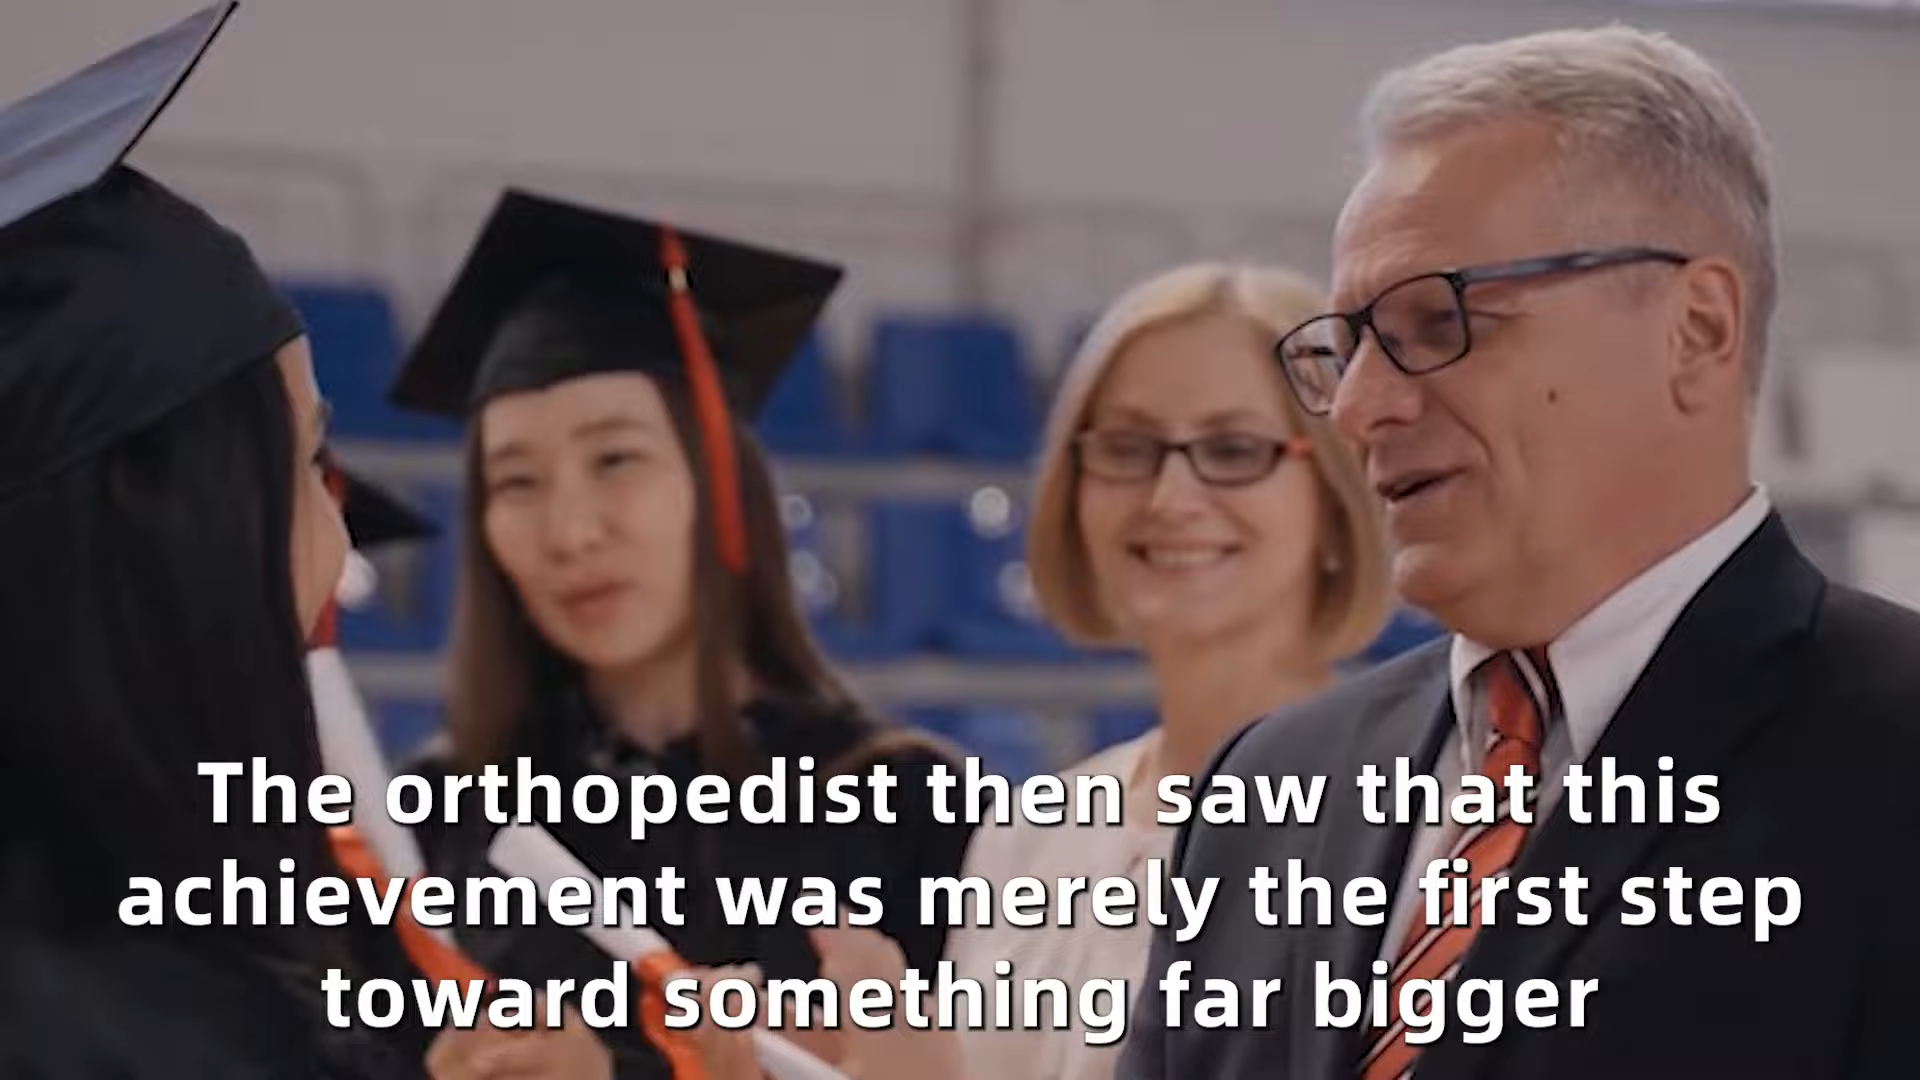 The orthopedist then saw that this
achievement was merely the first step
toward something far bigger